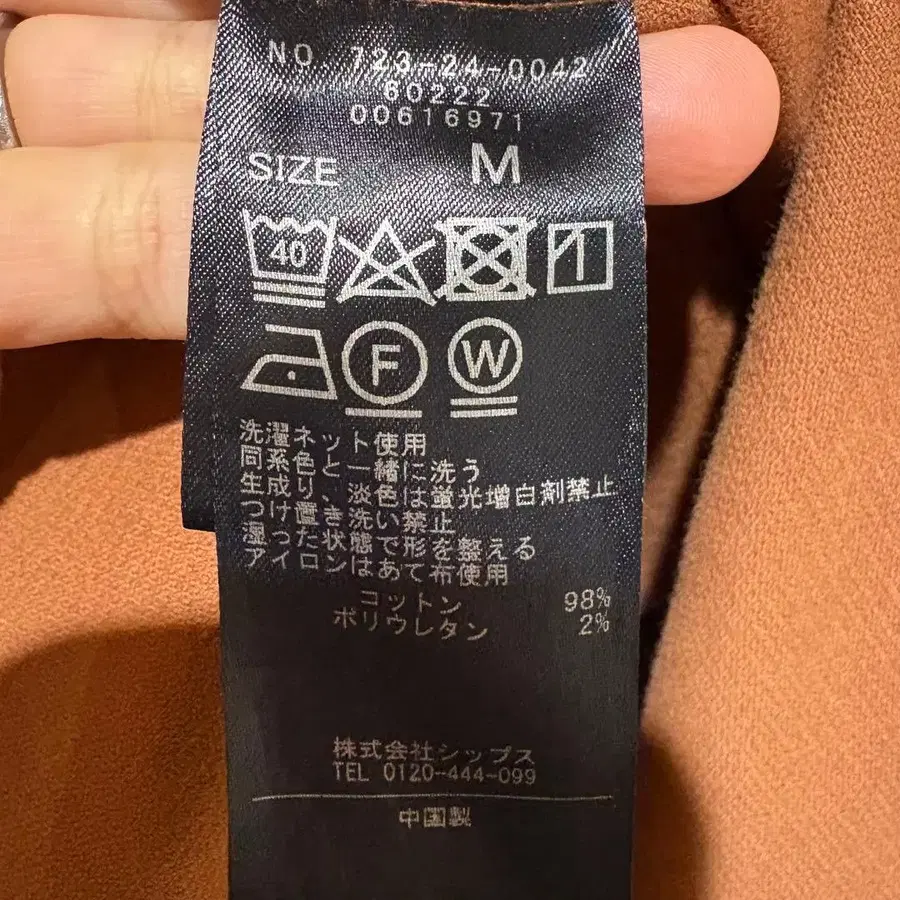 NO. 723-24-0042
60222
00616971
SIZE M
40
F W
洗濯ネット使用
同系色と一緒に洗う
生成り、淡色は蛍光増白剤禁止
つけ置き洗い禁止
湿った状態で形を整える
アイロンはあて布使用
コットン 98%
ポリウレタン 2%
株式会社シップス
TEL 0120-444-099
中国製